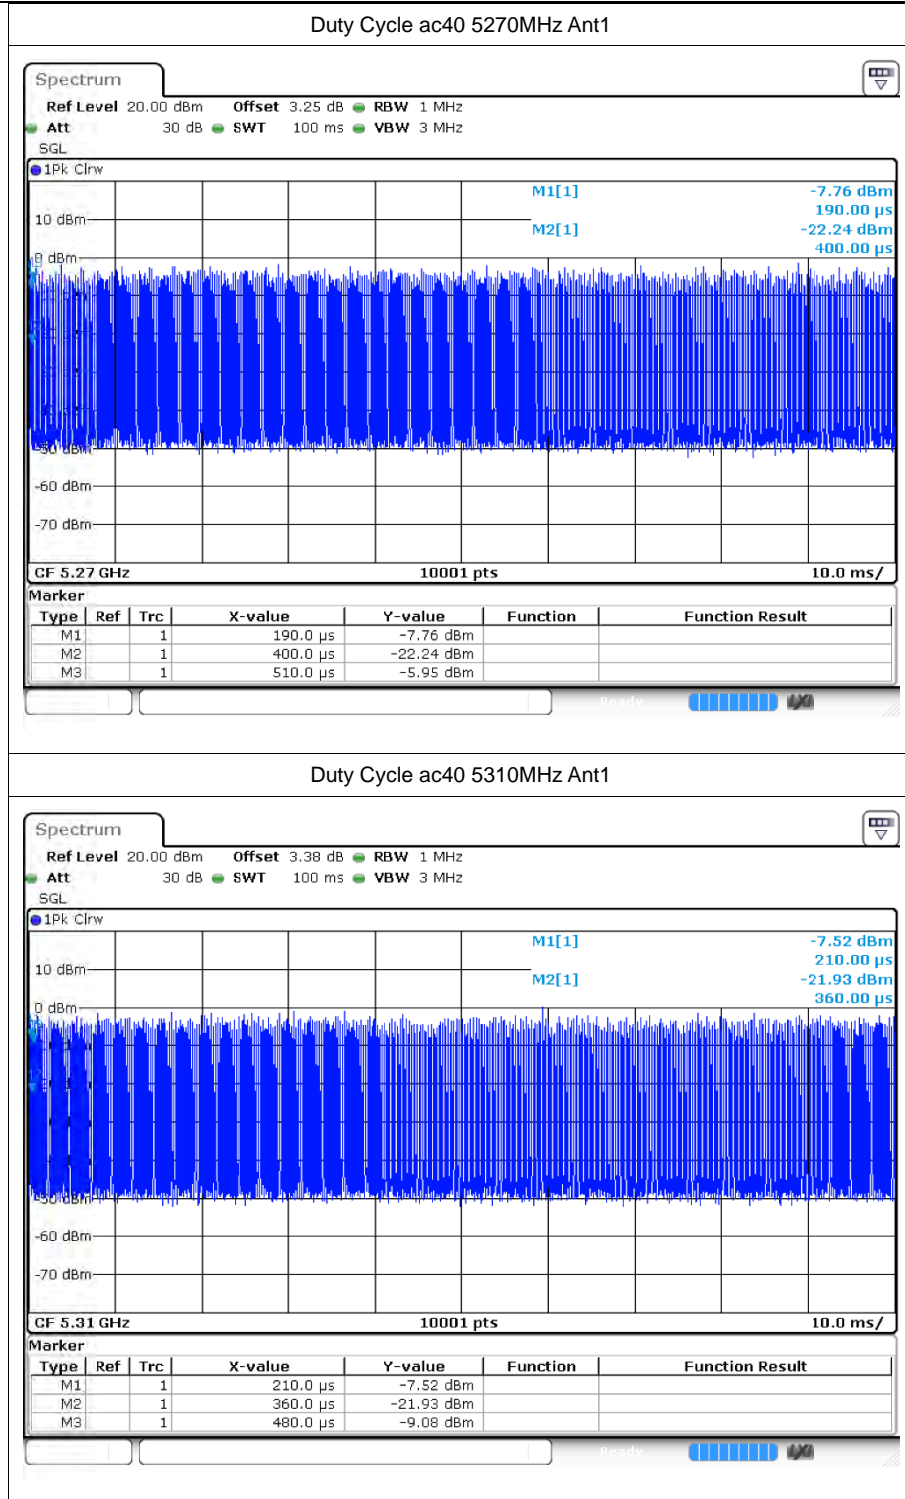 Duty Cycle ac40 5270MHz Ant1
Spectrum
Ref Level 20.00 dBm Offset 3.25 dB RBW 1 MHz
Att 30 dB SWT 100 ms VBW 3 MHz
SGL
1Pk Clrw
M1[1] -7.76 dBm
190.00 µs
10 dBm
M2[1] -22.24 dBm
400.00 µs
0 dBm
-60 dBm
-70 dBm
CF 5.27 GHz 10001 pts 10.0 ms/
Marker
Type Ref Trc X-value Y-value Function Function Result
M1 1 190.0 µs -7.76 dBm
M2 1 400.0 µs -22.24 dBm
M3 1 510.0 µs -5.95 dBm
Ready LXI
Duty Cycle ac40 5310MHz Ant1
Spectrum
Ref Level 20.00 dBm Offset 3.38 dB RBW 1 MHz
Att 30 dB SWT 100 ms VBW 3 MHz
SGL
1Pk Clrw
M1[1] -7.52 dBm
210.00 µs
10 dBm
M2[1] -21.93 dBm
360.00 µs
0 dBm
-60 dBm
-70 dBm
CF 5.31 GHz 10001 pts 10.0 ms/
Marker
Type Ref Trc X-value Y-value Function Function Result
M1 1 210.0 µs -7.52 dBm
M2 1 360.0 µs -21.93 dBm
M3 1 480.0 µs -9.08 dBm
Ready LXI